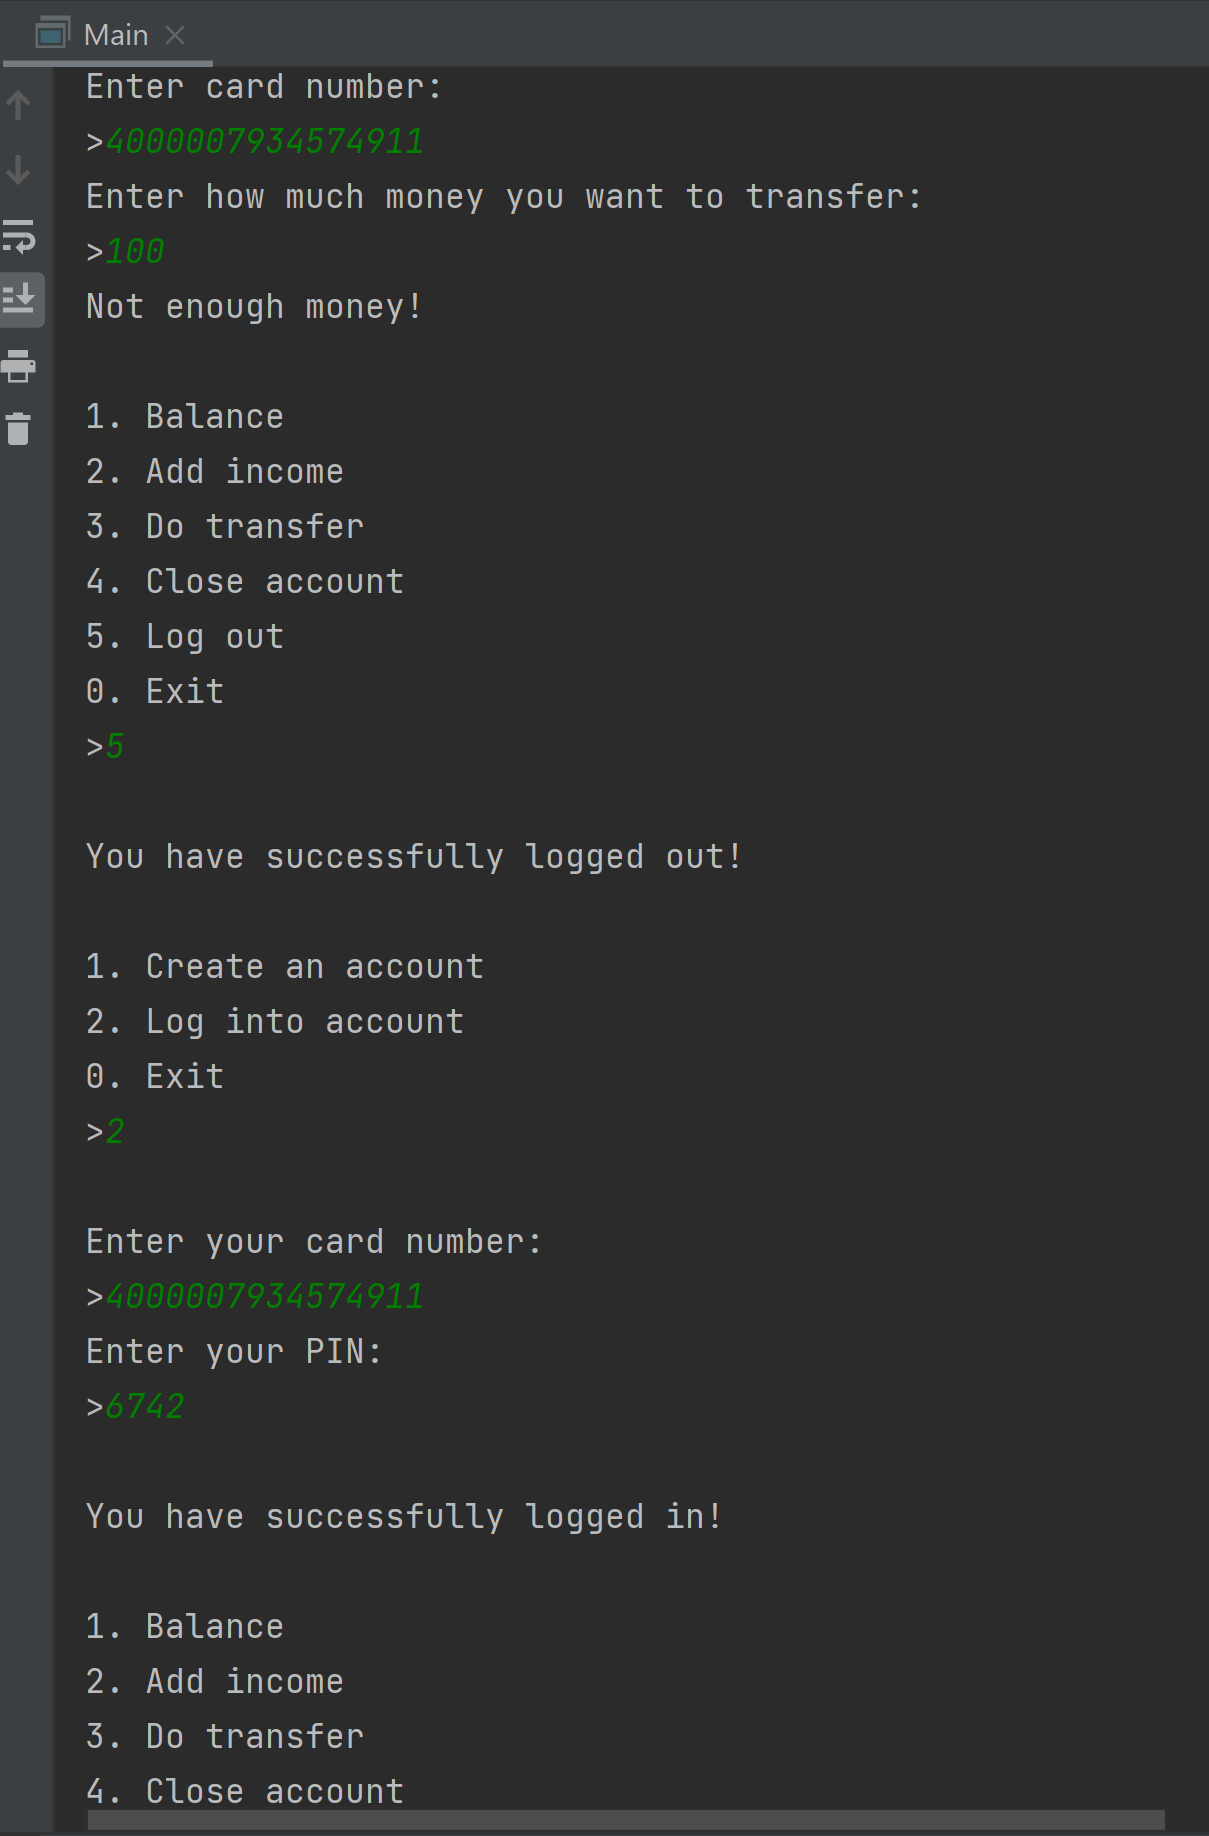 Main
Enter card number:
>4000007934574911
Enter how much money you want to transfer:
>100
Not enough money!
1. Balance
2. Add income
3. Do transfer
4. Close account
5. Log out
0. Exit
>5
You have successfully logged out!
1. Create an account
2. Log into account
0. Exit
>2
Enter your card number:
>4000007934574911
Enter your PIN:
>6742
You have successfully logged in!
1. Balance
2. Add income
3. Do transfer
4. Close account